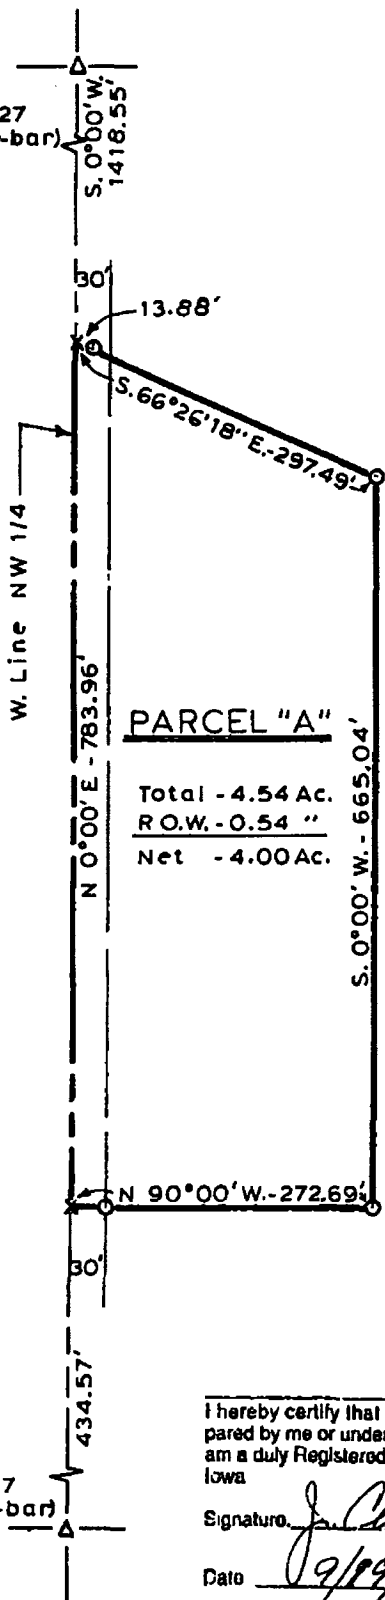 27
-bar)
S. 0°00' W.
1418.55'
30'
13.88'
S. 66°26'18" E.-297.49'
W. Line NW 1/4
N 0°00' E - 783.96'
PARCEL "A"
Total - 4.54 Ac.
R O.W. - 0.54 "
Net - 4.00 Ac.
S. 0°00' W. - 665.04'
N 90°00' W.-272.69'
30'
434.57'
7
-bar)
I hereby certify that
pared by me or under
am a duly Registered
Iowa
Signature.
Date 9/99